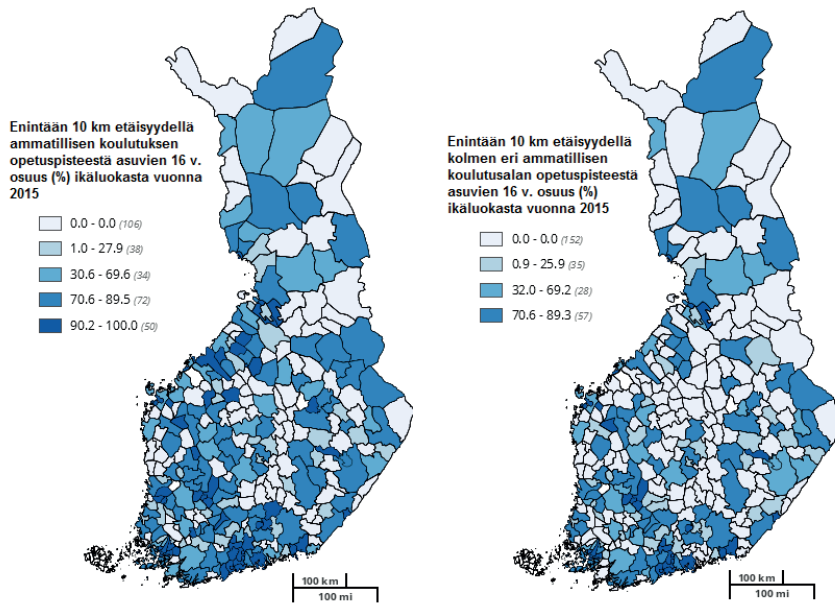 Enintään 10 km etäisyydellä
ammatillisen koulutuksen
opetuspisteestä asuvien 16 v.
osuus (%) ikäluokasta vuonna
2015
0.0 - 0.0 (106)
1.0 - 27.9 (38)
30.6 - 69.6 (34)
70.6 - 89.5 (72)
90.2 - 100.0 (50)
100 km
100 mi
Enintään 10 km etäisyydellä
kolmen eri ammatillisen
koulutusalan opetuspisteestä
asuvien 16 v. osuus (%)
ikäluokasta vuonna 2015
0.0 - 0.0 (152)
0.9 - 25.9 (35)
32.0 - 69.2 (28)
70.6 - 89.3 (57)
100 km
100 mi